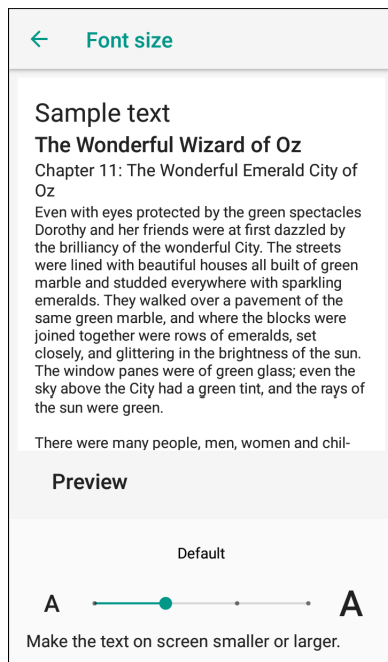 Font size
Sample text
The Wonderful Wizard of Oz
Chapter 11: The Wonderful Emerald City of
Oz
Even with eyes protected by the green spectacles
Dorothy and her friends were at first dazzled by
the brilliancy of the wonderful City. The streets
were lined with beautiful houses all built of green
marble and studded everywhere with sparkling
emeralds. They walked over a pavement of the
same green marble, and where the blocks were
joined together were rows of emeralds, set
closely, and glittering in the brightness of the sun.
The window panes were of green glass; even the
sky above the City had a green tint, and the rays of
the sun were green.
There were many people, men, women and chil-
Preview
Default
A A
Make the text on screen smaller or larger.